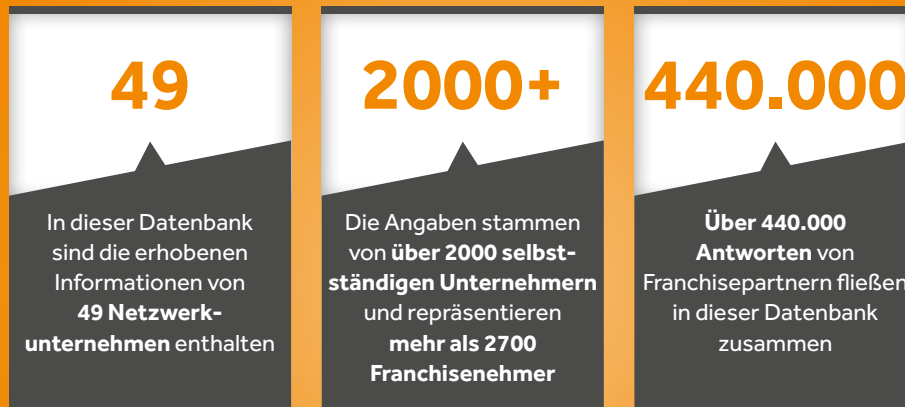 49
In dieser Datenbank
sind die erhobenen
Informationen von
49 Netzwerk-
unternehmen enthalten
2000+
Die Angaben stammen
von über 2000 selbst-
ständigen Unternehmern
und repräsentieren
mehr als 2700
Franchisenehmer
440.000
Über 440.000
Antworten von
Franchisepartnern fließen
in dieser Datenbank
zusammen